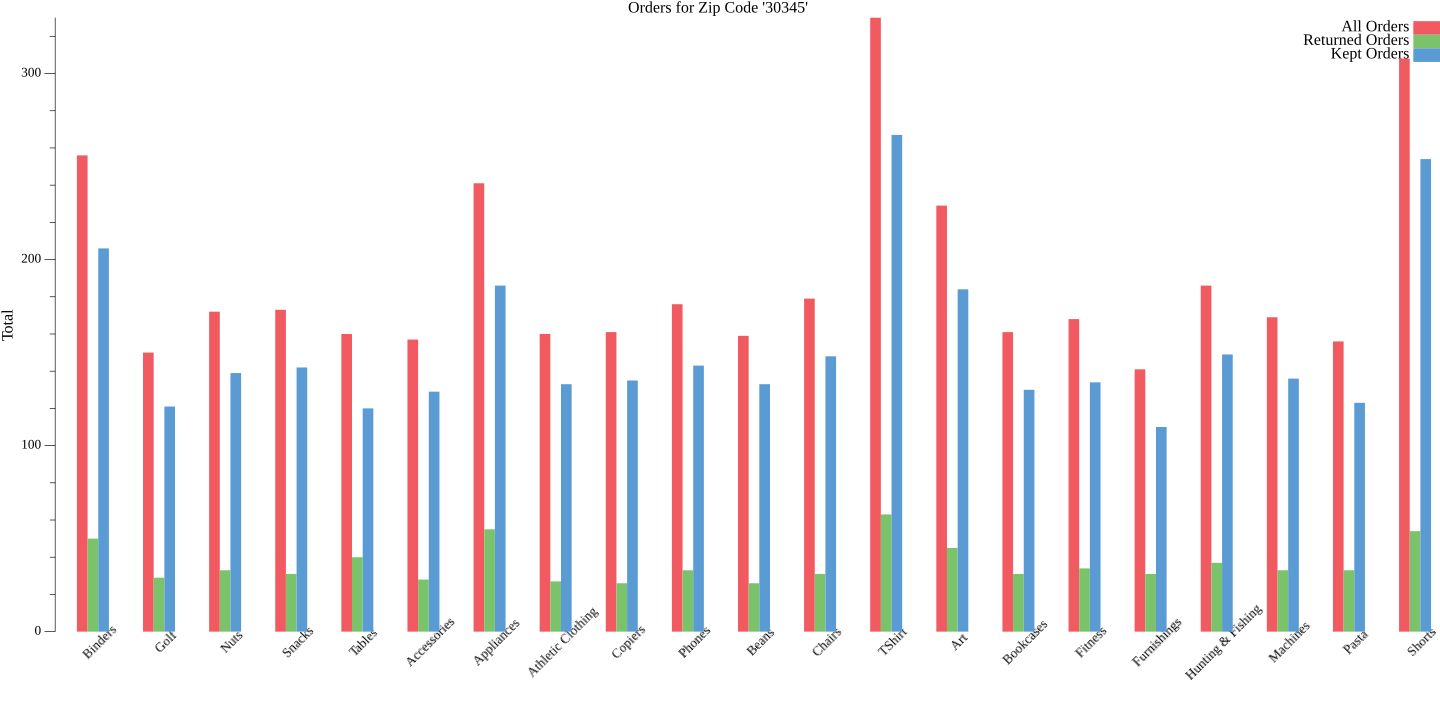 Orders for Zip Code '30345'
All Orders
Returned Orders
Kept Orders
Total
300
200
100
0
Binders
Golf
Nuts
Snacks
Tables
Accessories
Appliances
Athletic Clothing
Copiers
Phones
Beans
Chairs
TShirt
Art
Bookcases
Fitness
Furnishings
Hunting & Fishing
Machines
Pasta
Shorts